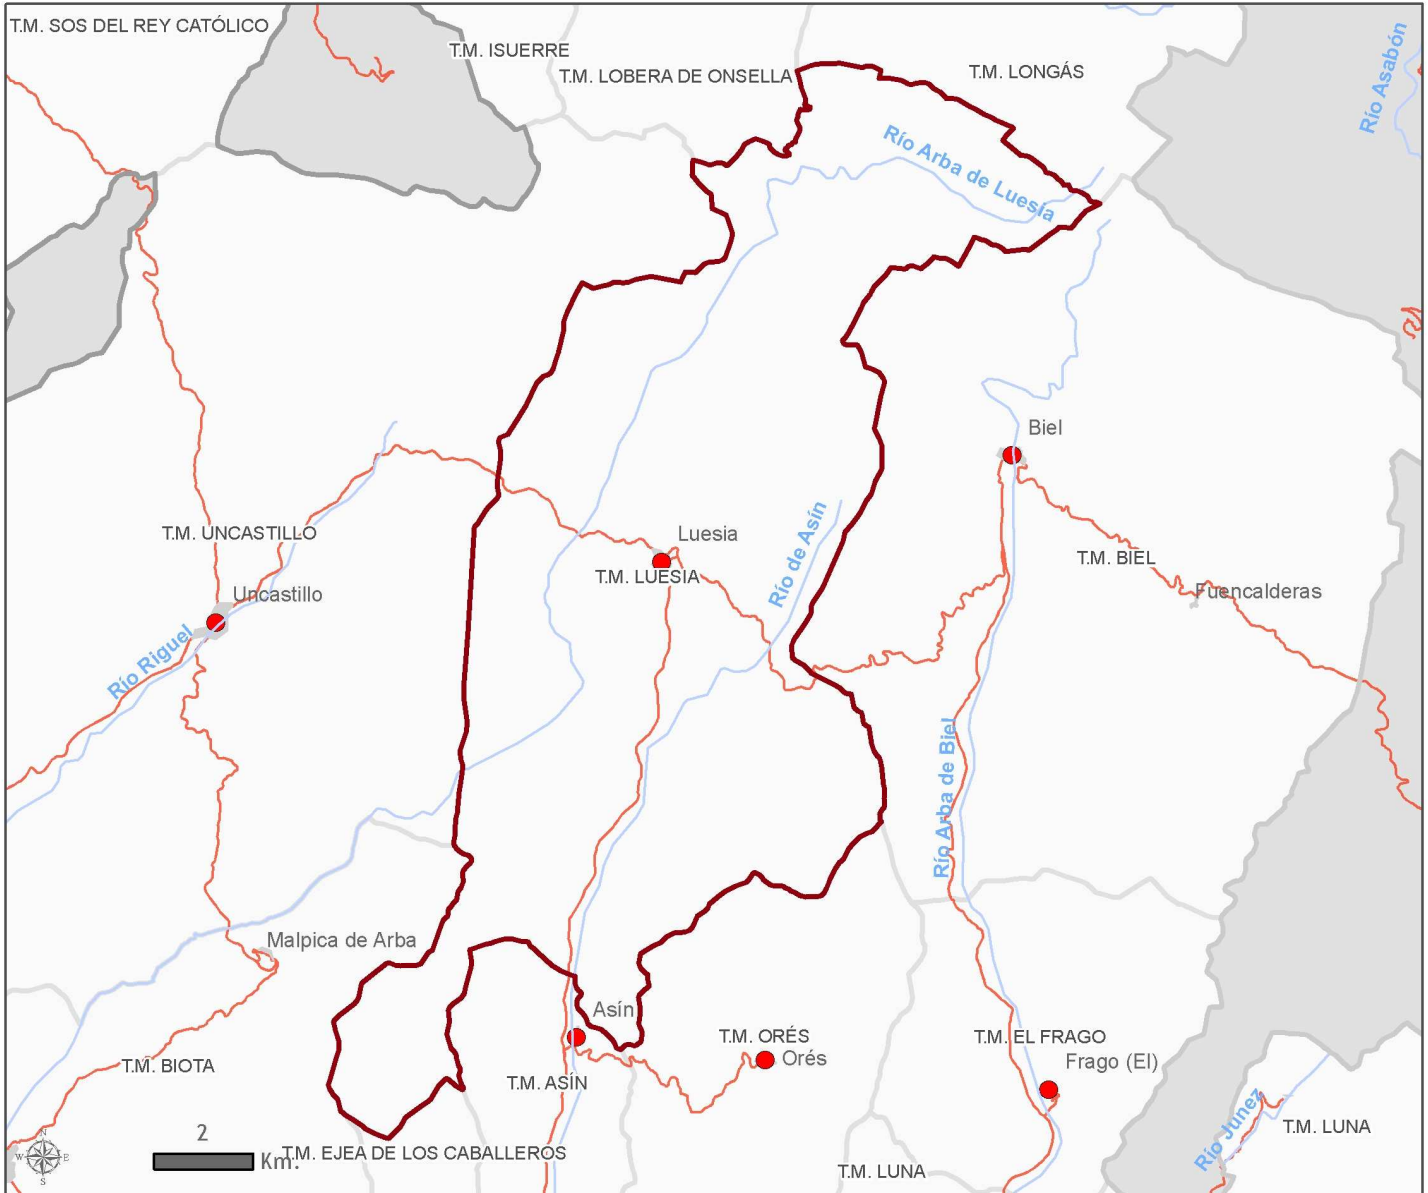 T.M. SOS DEL REY CATÓLICO
T.M. ISUERRE
T.M. LOBERA DE ONSELLA
T.M. LONGÁS
Río Asabón
Río Arba de Luesia
Biel
T.M. UNCASTILLO
Luesia
T.M. LUESIA
Río de Asín
T.M. BIEL
Fuencalderas
Uncastillo
Río Riguel
Río Arba de Biel
Malpica de Arba
Asín
T.M. ORÉS
Orés
T.M. EL FRAGO
Frago (El)
T.M. BIOTA
T.M. ASÍN
Río Junez
T.M. LUNA
2
Km.
T.M. EJEA DE LOS CABALLEROS
T.M. LUNA
N
W
E
S